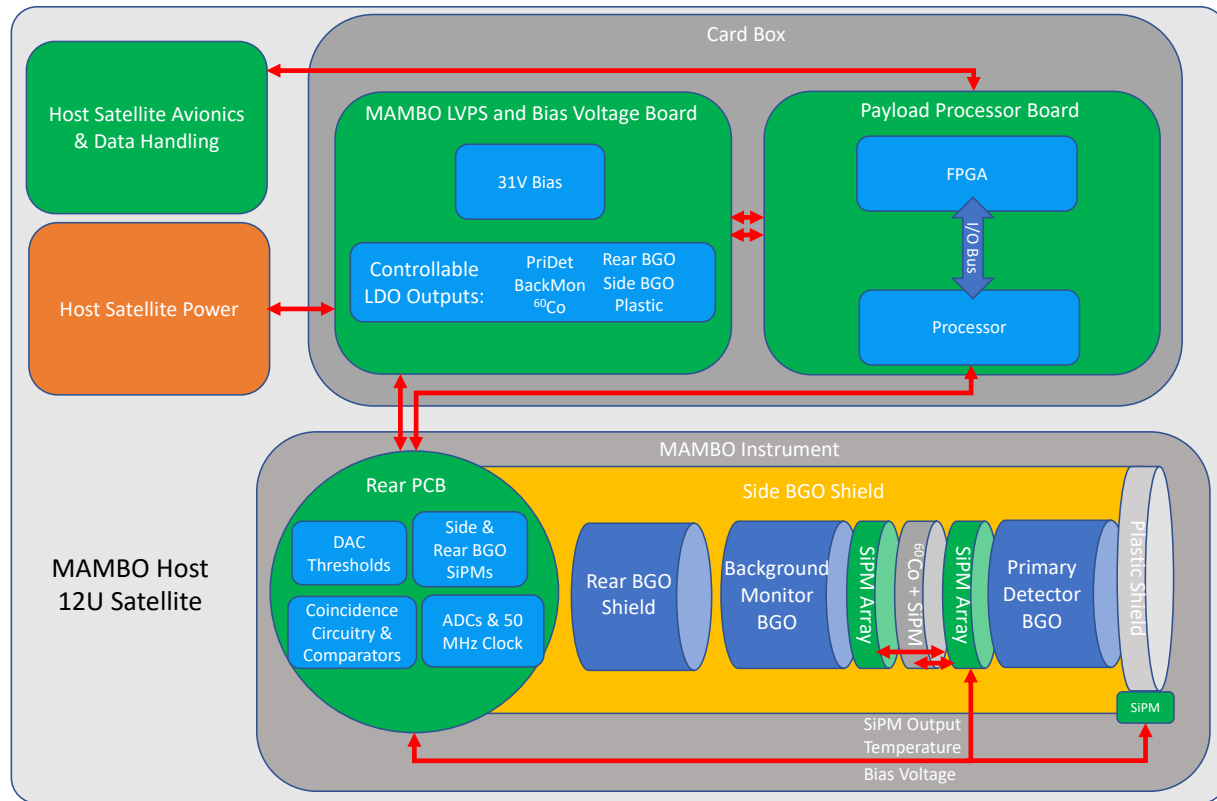 Card Box
Host Satellite Avionics
& Data Handling
MAMBO LVPS and Bias Voltage Board
31V Bias
Controllable
LDO Outputs:
PriDet
BackMon
⁶⁰Co
Rear BGO
Side BGO
Plastic
Payload Processor Board
FPGA
I/O Bus
Processor
Host Satellite Power
MAMBO Host
12U Satellite
MAMBO Instrument
Rear PCB
DAC
Thresholds
Side &
Rear BGO
SiPMs
Coincidence
Circuitry &
Comparators
ADCs & 50
MHz Clock
Side BGO Shield
Rear BGO
Shield
Background
Monitor
BGO
SiPM Array
⁶⁰Co + SiPM
SiPM Array
Primary
Detector
BGO
Plastic Shield
SiPM
SiPM Output
Temperature
Bias Voltage